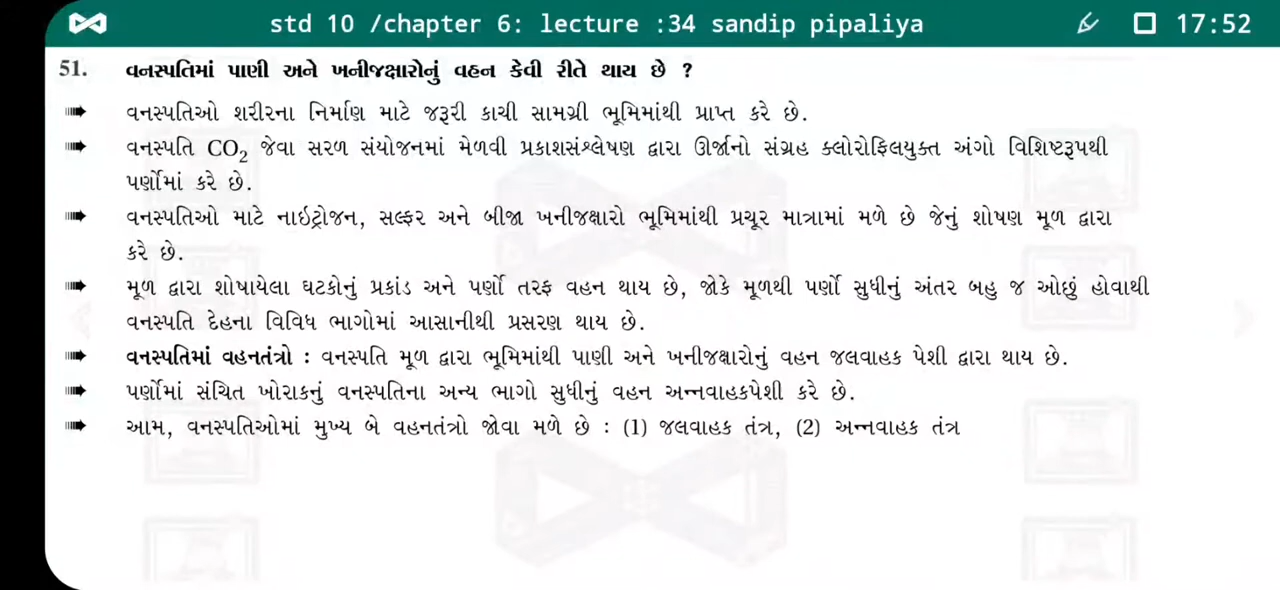 std 10 /chapter 6: lecture :34 sandip pipaliya 17:52
51. વનસ્પતિમાં પાણી અને ખનીજક્ષારોનું વહન કેવી રીતે થાય છે ?
વનસ્પતિઓ શરીરના નિર્માણ માટે જરૂરી કાચી સામગ્રી ભૂમિમાંથી પ્રાપ્ત કરે છે.
વનસ્પતિ CO₂ જેવા સરળ સંયોજનમાં મેળવી પ્રકાશસંશ્લેષણ દ્વારા ઊર્જાનો સંગ્રહ ક્લોરોફિલયુક્ત અંગો વિશિષ્ટરૂપથી
પર્ણોમાં કરે છે.
વનસ્પતિઓ માટે નાઇટ્રોજન, સલ્ફર અને બીજા ખનીજક્ષારો ભૂમિમાંથી પ્રચૂર માત્રામાં મળે છે જેનું શોષણ મૂળ દ્વારા
કરે છે.
મૂળ દ્વારા શોષાયેલા ઘટકોનું પ્રકાંડ અને પર્ણો તરફ વહન થાય છે, જોકે મૂળથી પર્ણો સુધીનું અંતર બહુ જ ઓછું હોવાથી
વનસ્પતિ દેહના વિવિધ ભાગોમાં આસાનીથી પ્રસરણ થાય છે.
વનસ્પતિમાં વહનતંત્રો : વનસ્પતિ મૂળ દ્વારા ભૂમિમાંથી પાણી અને ખનીજક્ષારોનું વહન જલવાહક પેશી દ્વારા થાય છે.
પર્ણોમાં સંચિત ખોરાકનું વનસ્પતિના અન્ય ભાગો સુધીનું વહન અન્નવાહકપેશી કરે છે.
આમ, વનસ્પતિઓમાં મુખ્ય બે વહનતંત્રો જોવા મળે છે : (1) જલવાહક તંત્ર, (2) અન્નવાહક તંત્ર